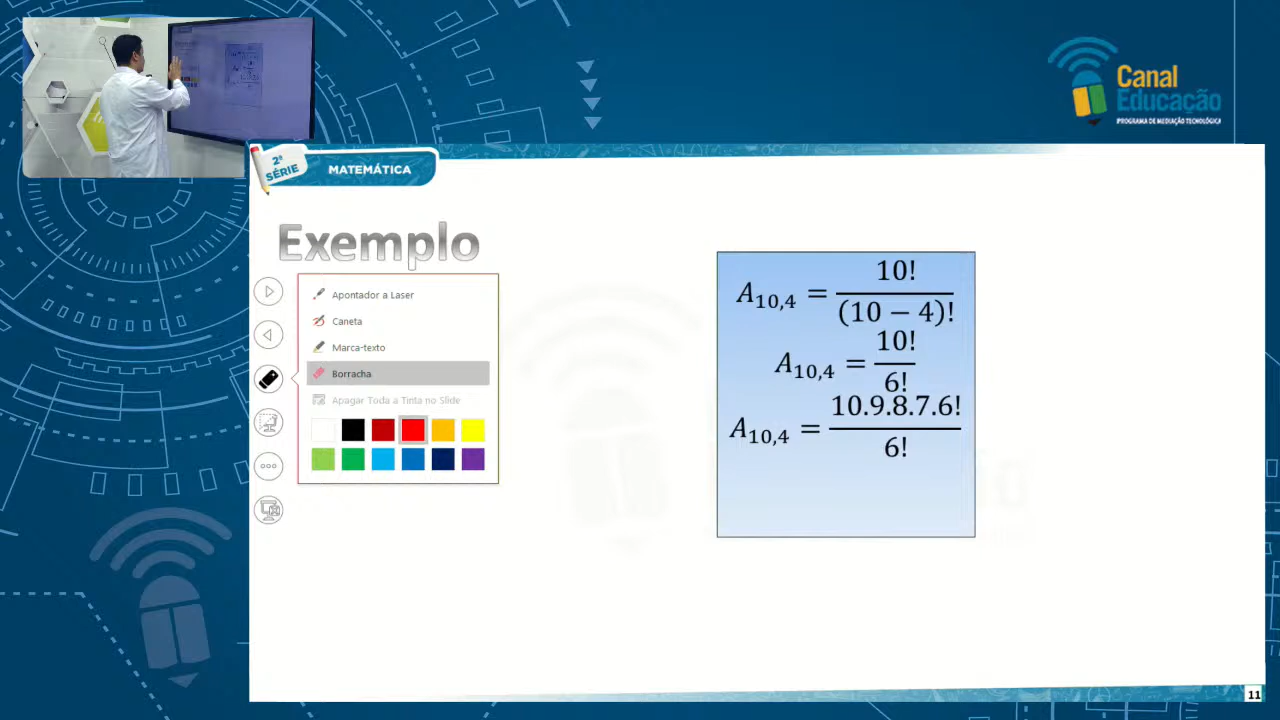 Canal
Educação
PROGRAMA DE MEDIAÇÃO TECNOLÓGICA
2ª
SÉRIE
MATEMÁTICA
Exemplo
Apontador a Laser
Caneta
Marca-texto
Borracha
Apagar Toda a Tinta no Slide
A₁₀,₄ = 10! / (10 − 4)!
A₁₀,₄ = 10! / 6!
A₁₀,₄ = 10.9.8.7.6! / 6!
11